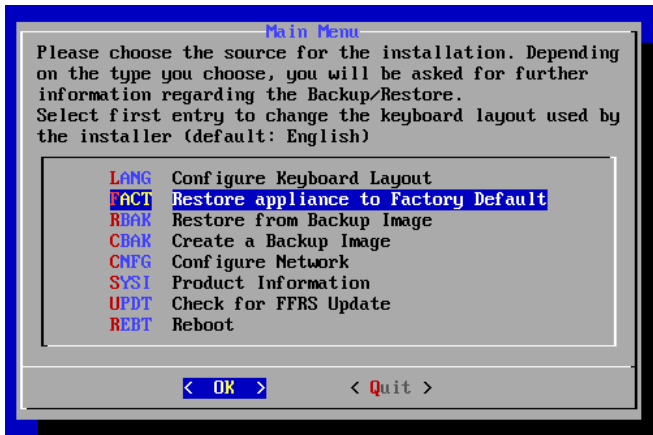 Main Menu
Please choose the source for the installation. Depending
on the type you choose, you will be asked for further
information regarding the Backup/Restore.
Select first entry to change the keyboard layout used by
the installer (default: English)
LANG Configure Keyboard Layout
FACT Restore appliance to Factory Default
RBAK Restore from Backup Image
CBAK Create a Backup Image
CNFG Configure Network
SYSI Product Information
UPDT Check for FFRS Update
REBT Reboot
< OK > < Quit >